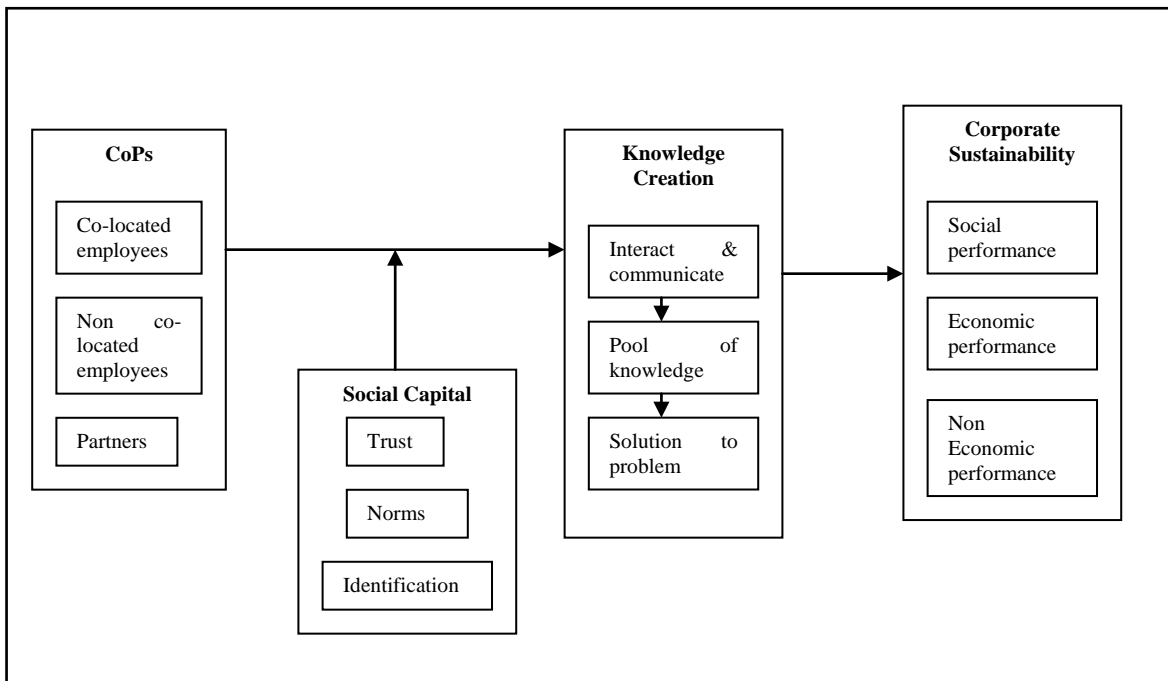 CoPs
Co-located
employees
Non co-
located
employees
Partners
Social Capital
Trust
Norms
Identification
Knowledge
Creation
Interact &
communicate
Pool of
knowledge
Solution to
problem
Corporate
Sustainability
Social
performance
Economic
performance
Non
Economic
performance